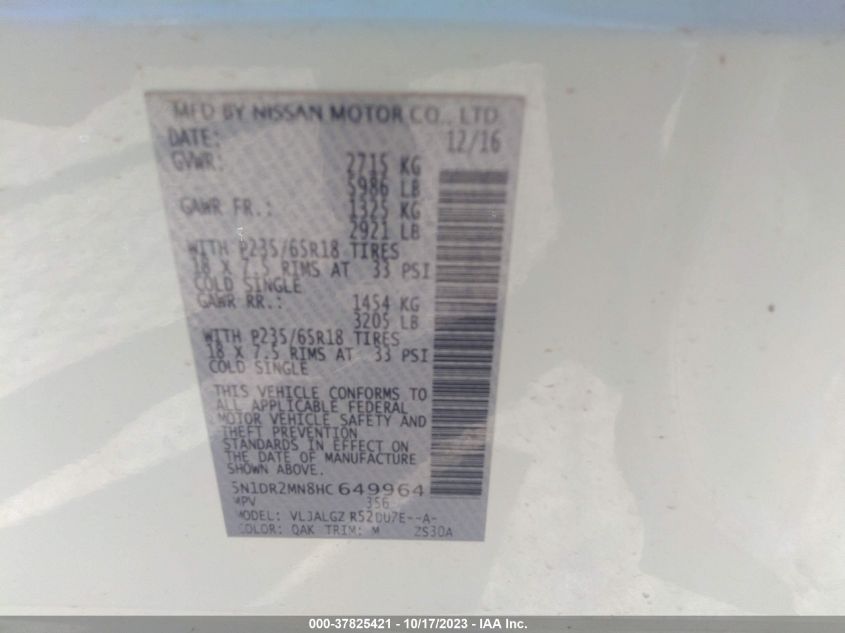 MFD BY NISSAN MOTOR CO., LTD
DATE: 12/16
GVWR: 2715 KG
5986 LB
GAWR FR.: 1325 KG
2921 LB
WITH P235/65R18 TIRES
18 X 7.5 RIMS AT 33 PSI
COLD SINGLE
GAWR RR.: 1454 KG
3205 LB
WITH P235/65R18 TIRES
18 X 7.5 RIMS AT 33 PSI
COLD SINGLE
THIS VEHICLE CONFORMS TO
ALL APPLICABLE FEDERAL
MOTOR VEHICLE SAFETY AND
THEFT PREVENTION
STANDARDS IN EFFECT ON
THE DATE OF MANUFACTURE
SHOWN ABOVE.
5N1DR2MN8HC649964
MPV 356
MODEL: VLJALGZ R52DU7E--A-
COLOR: QAK TRIM: M ZS30A
000-37825421 - 10/17/2023 - IAA Inc.